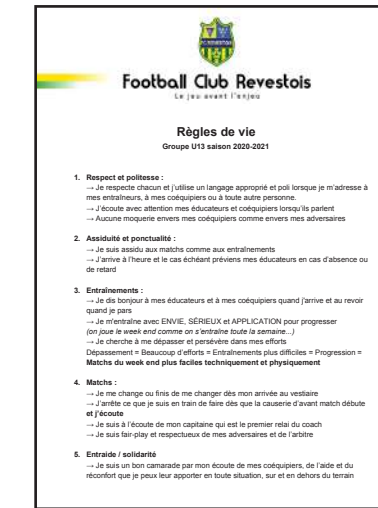 FC REVESTOIS
Football Club Revestois
Le jeu avant l'enjeu
Règles de vie
Groupe U13 saison 2020-2021
1. Respect et politesse :
→ Je respecte chacun et j'utilise un langage approprié et poli lorsque je m'adresse à
mes entraîneurs, à mes coéquipiers ou à toute autre personne.
→ J'écoute avec attention mes éducateurs et coéquipiers lorsqu'ils parlent
→ Aucune moquerie envers mes coéquipiers comme envers mes adversaires
2. Assiduité et ponctualité :
→ Je suis assidu aux matchs comme aux entraînements
→ J'arrive à l'heure et le cas échéant préviens mes éducateurs en cas d'absence ou
de retard
3. Entraînements :
→ Je dis bonjour à mes éducateurs et à mes coéquipiers quand j'arrive et au revoir
quand je pars
→ Je m'entraîne avec ENVIE, SÉRIEUX et APPLICATION pour progresser
(on joue le week end comme on s'entraîne toute la semaine...)
→ Je cherche à me dépasser et persévère dans mes efforts
Dépassement = Beaucoup d'efforts = Entraînements plus difficiles = Progression =
Matchs du week end plus faciles techniquement et physiquement
4. Matchs :
→ Je me change ou finis de me changer dès mon arrivée au vestiaire
→ J'arrête ce que je suis en train de faire dès que la causerie d'avant match débute
et j'écoute
→ Je suis à l'écoute de mon capitaine qui est le premier relai du coach
→ Je suis fair-play et respectueux de mes adversaires et de l'arbitre
5. Entraide / solidarité
→ Je suis un bon camarade par mon écoute de mes coéquipiers, de l'aide et du
réconfort que je peux leur apporter en toute situation, sur et en dehors du terrain